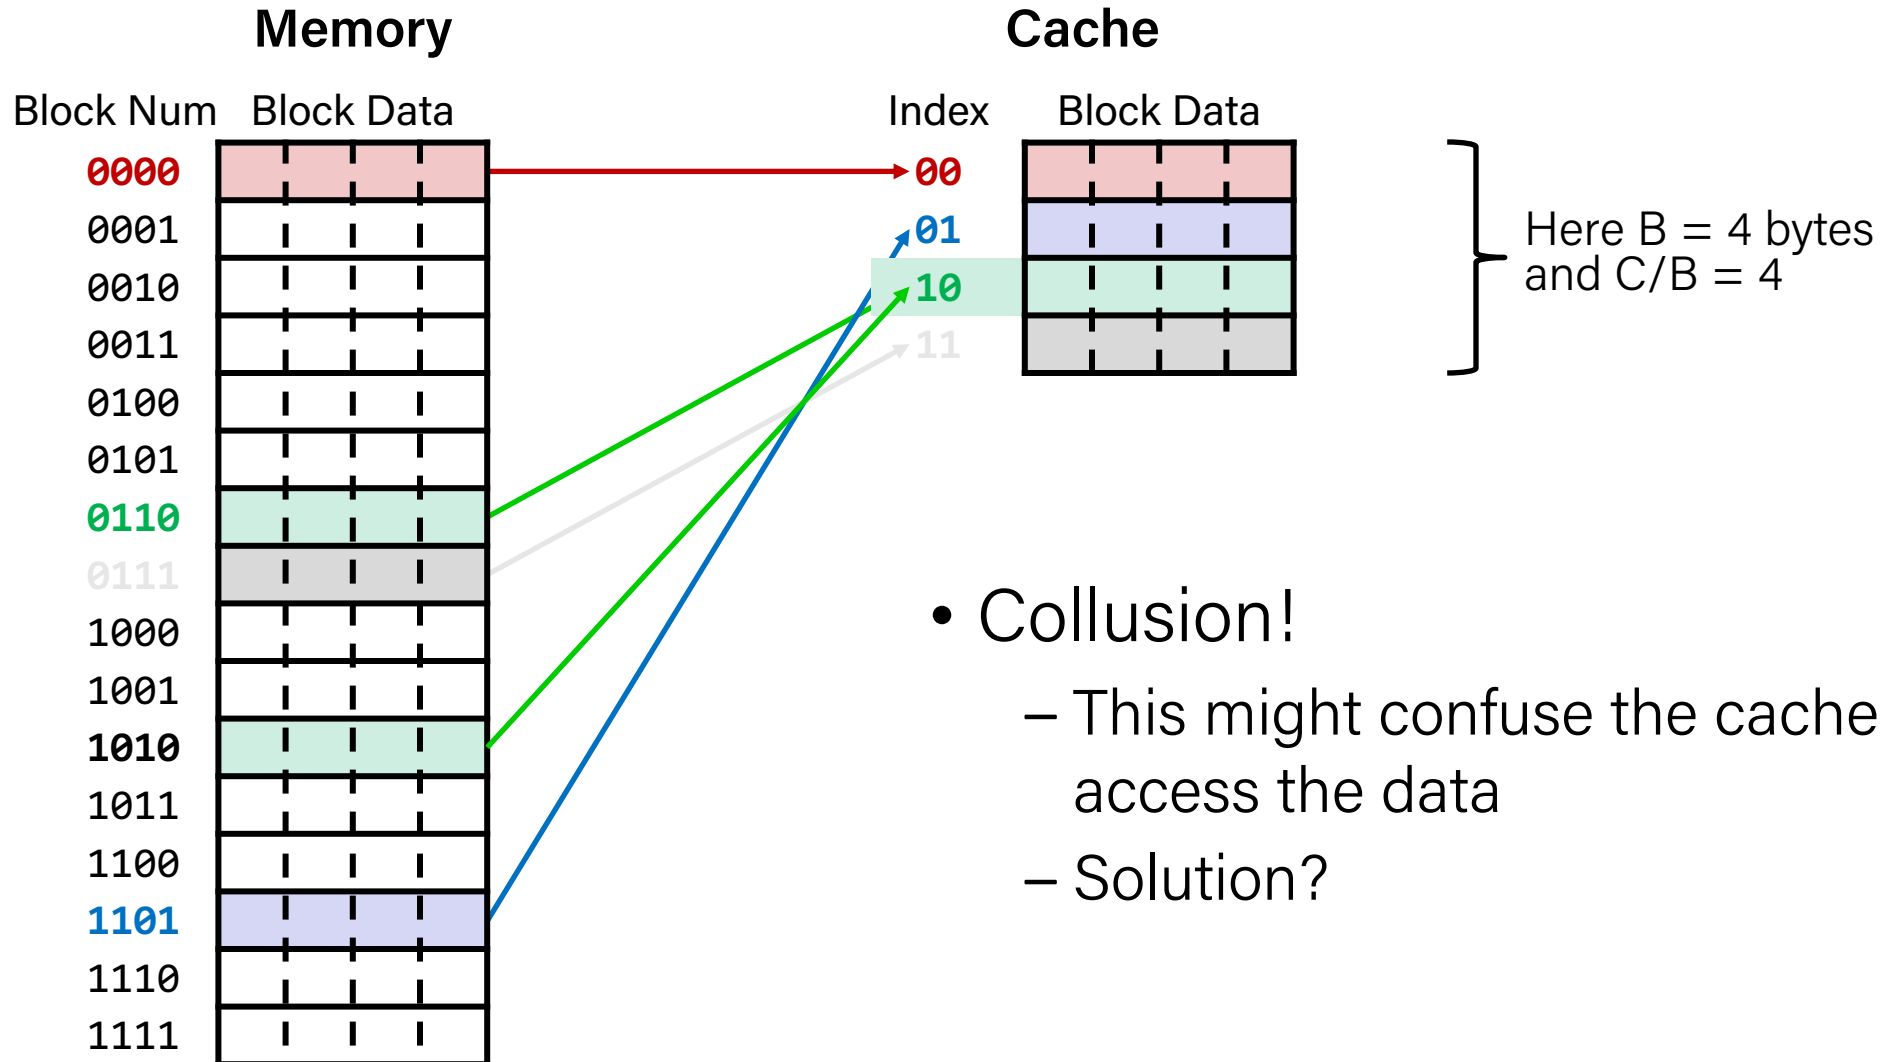 Memory Cache
Block Num Block Data Index Block Data
0000 00
0001 01
0010 10
0011 11
0100
0101
0110
0111
1000
1001
1010
1011
1100
1101
1110
1111
Here B = 4 bytes
and C/B = 4
• Collusion!
– This might confuse the cache
access the data
– Solution?